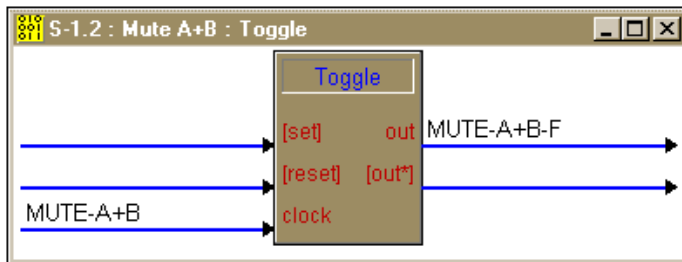 S-1.2 : Mute A+B : Toggle
Toggle
[set] out MUTE-A+B-F
[reset] [out*]
MUTE-A+B clock